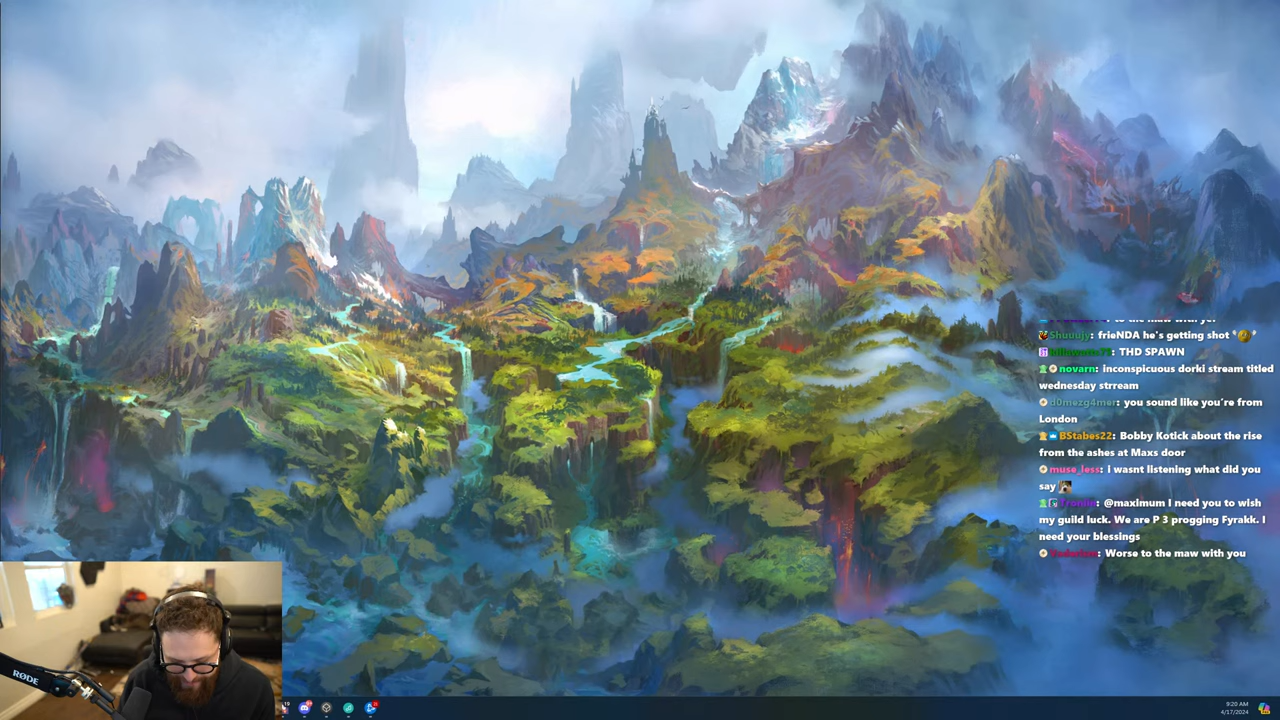 Shuuujy: frieNDA he's getting shot
THD SPAWN
novarn: inconspicuous dorki stream titled
wednesday strream
d0mezg4mer: you sound like you're from
London
BStabes22: Bobby Kotick about the rise
from the ashes at Maxs door
muse_less: I wasnt listening what did you
say
@maximum I need you to wish
my guild luck. We are P 3 progging Fyrakk. I
need your blessings
Worse to the maw with you
RØDE
9:20 AM
4/17/2024